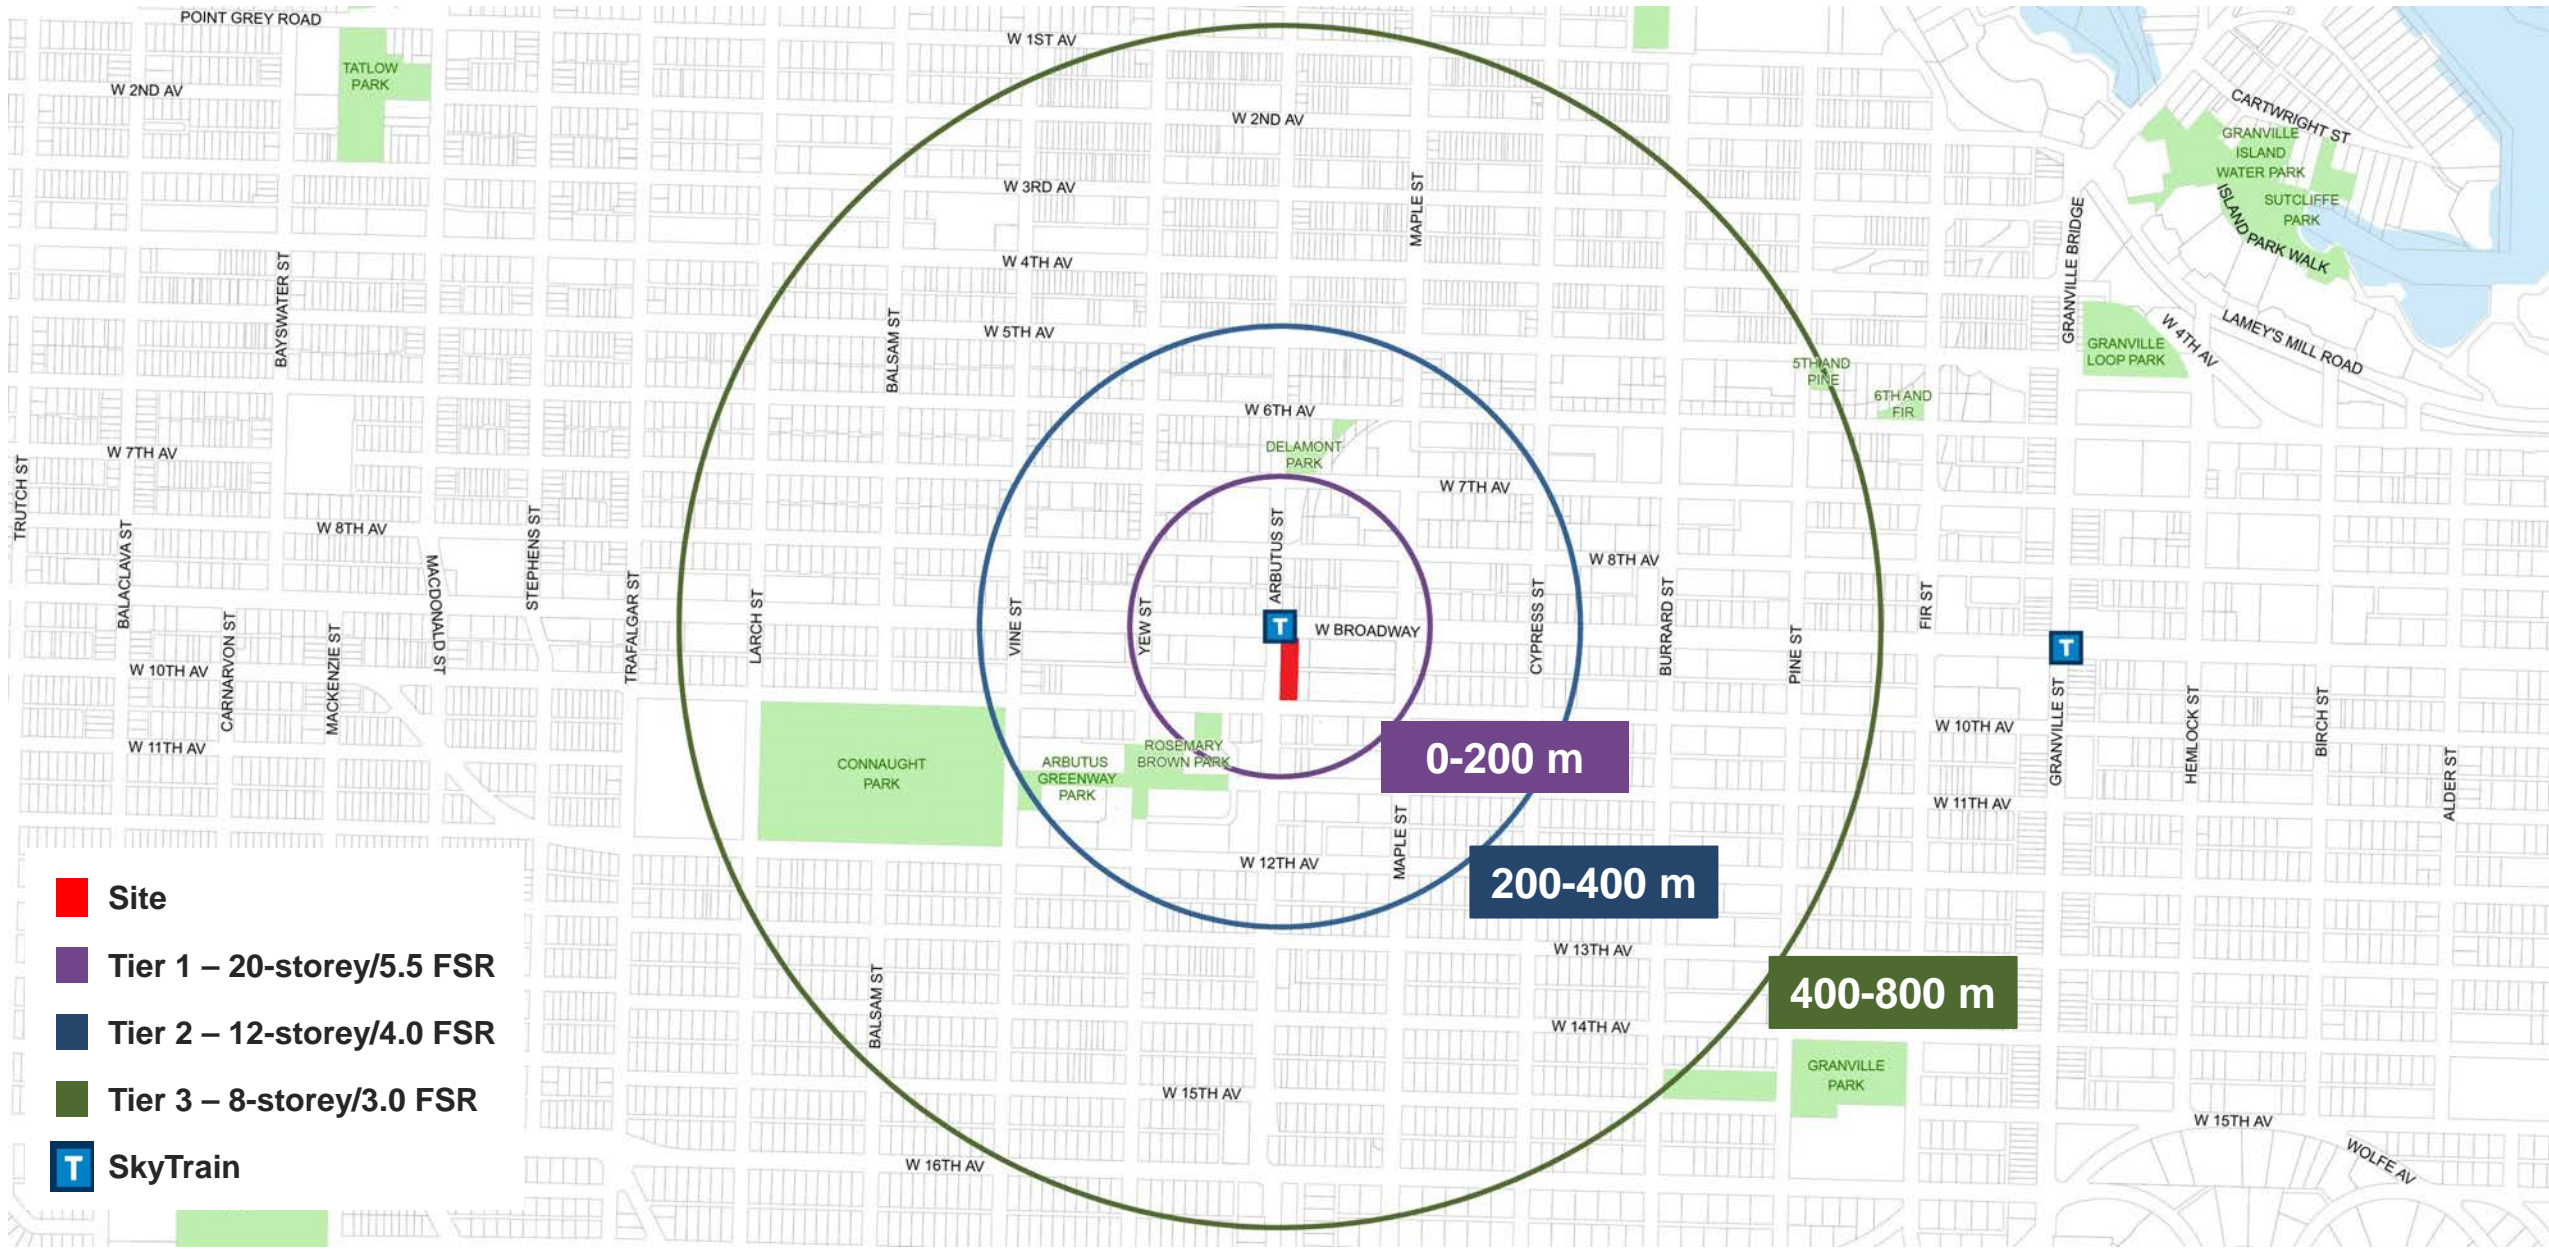 POINT GREY ROAD
W 1ST AV
TATLOW
PARK
W 2ND AV
W 2ND AV
CARTWRIGHT ST
GRANVILLE
ISLAND
WATER PARK
SUTCLIFFE
PARK
ISLAND PARK WALK
W 3RD AV
MAPLE ST
GRANVILLE BRIDGE
W 4TH AV
BAYSWATER ST
BALSAM ST
W 5TH AV
GRANVILLE
LOOP PARK
W 4TH AV
LAMEY'S MILL ROAD
5TH AND
PINE
6TH AND
FIR
W 6TH AV
DELAMONT
PARK
W 7TH AV
W 7TH AV
TRUTCH ST
BALACLAVA ST
W 8TH AV
MACDONALD ST
STEPHENS ST
TRAFALGAR ST
LARCH ST
VINE ST
YEW ST
ARBUTUS ST
T
W BROADWAY
W 8TH AV
CYPRESS ST
BURRARD ST
PINE ST
FIR ST
T
W 10TH AV
CARNARVON ST
MACKENZIE ST
W 11TH AV
CONNAUGHT
PARK
ARBUTUS
GREENWAY
PARK
ROSEMARY
BROWN PARK
0-200 m
W 10TH AV
GRANVILLE ST
HEMLOCK ST
BIRCH ST
ALDER ST
W 11TH AV
MAPLE ST
W 12TH AV
200-400 m
W 13TH AV
400-800 m
BALSAM ST
W 14TH AV
GRANVILLE
PARK
W 15TH AV
W 15TH AV
WOLFE AV
W 16TH AV
Site
Tier 1 – 20-storey/5.5 FSR
Tier 2 – 12-storey/4.0 FSR
Tier 3 – 8-storey/3.0 FSR
T SkyTrain